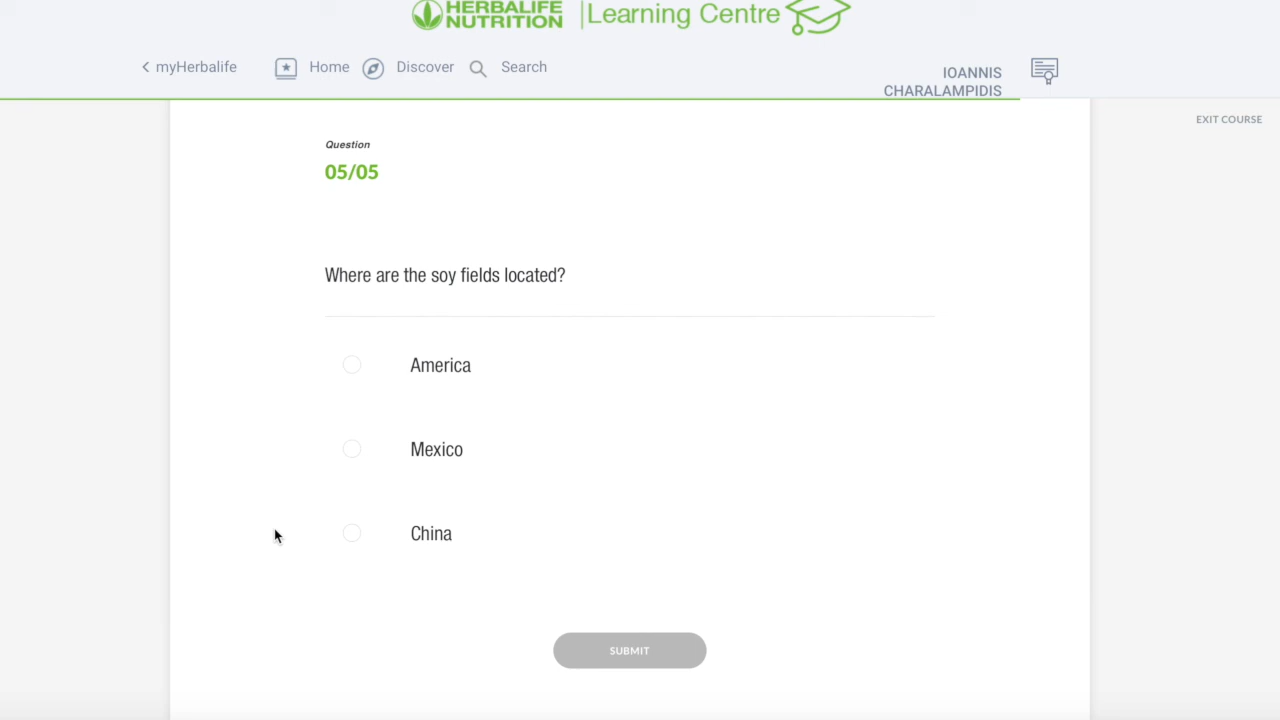 HERBALIFE NUTRITION | Learning Centre
myHerbalife
Home
Discover
Search
IOANNIS
CHARALAMPIDIS
EXIT COURSE
Question
05/05
Where are the soy fields located?
America
Mexico
China
SUBMIT